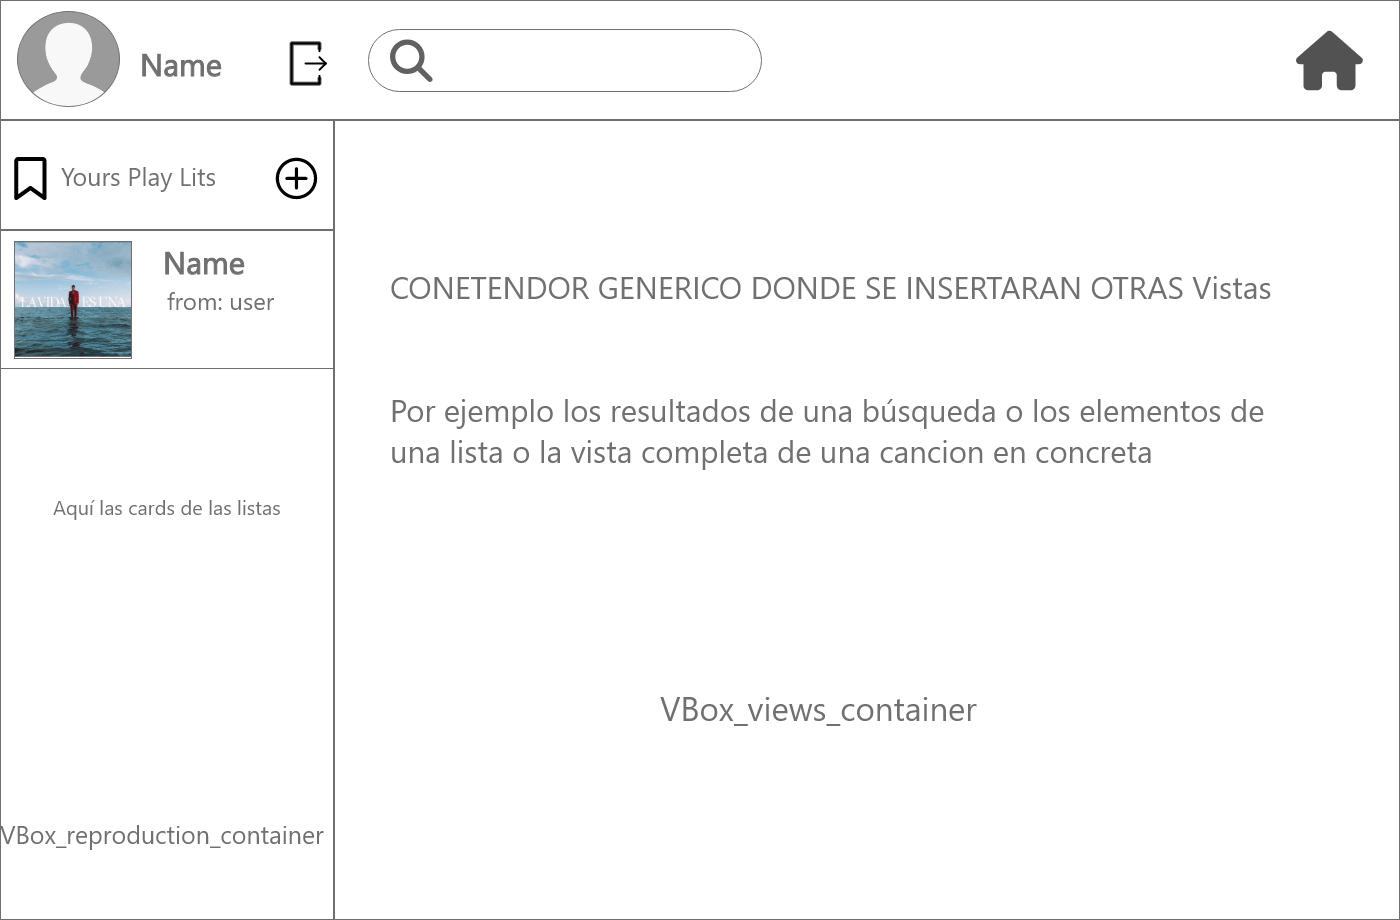 Name
Yours Play Lits
Name
from: user
LA VIDA ES UNA
CONETENDOR GENERICO DONDE SE INSERTARAN OTRAS Vistas
Por ejemplo los resultados de una búsqueda o los elementos de
una lista o la vista completa de una cancion en concreta
Aquí las cards de las listas
VBox_views_container
VBox_reproduction_container